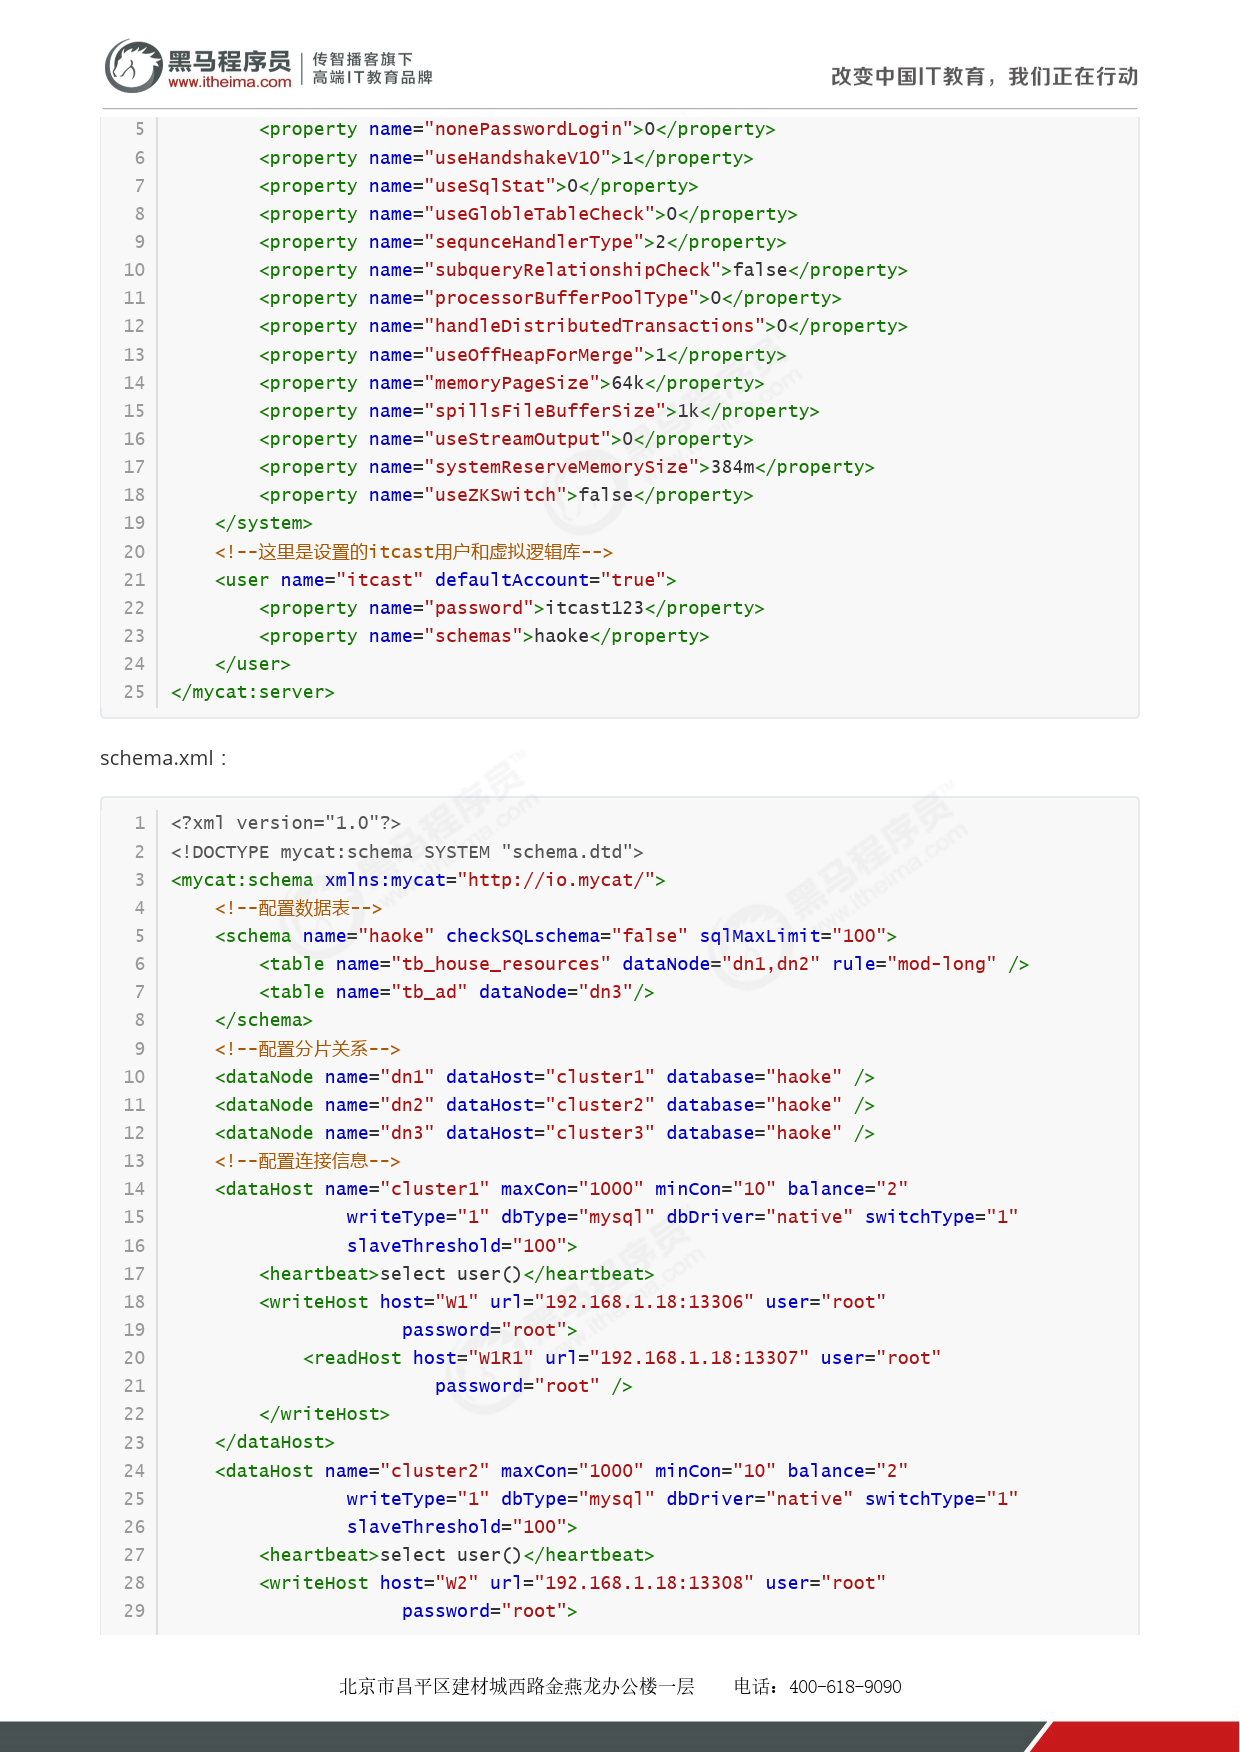 黑马程序员
www.itheima.com
传智播客旗下
高端IT教育品牌
改变中国IT教育，我们正在行动
5 <property name="nonePasswordLogin">0</property>
6 <property name="useHandshakeV10">1</property>
7 <property name="useSqlStat">0</property>
8 <property name="useGlobleTableCheck">0</property>
9 <property name="sequnceHandlerType">2</property>
10 <property name="subqueryRelationshipCheck">false</property>
11 <property name="processorBufferPoolType">0</property>
12 <property name="handleDistributedTransactions">0</property>
13 <property name="useOffHeapForMerge">1</property>
14 <property name="memoryPageSize">64k</property>
15 <property name="spillsFileBufferSize">1k</property>
16 <property name="useStreamOutput">0</property>
17 <property name="systemReserveMemorySize">384m</property>
18 <property name="useZKSwitch">false</property>
19 </system>
20 <!--这里是设置的itcast用户和虚拟逻辑库-->
21 <user name="itcast" defaultAccount="true">
22 <property name="password">itcast123</property>
23 <property name="schemas">haoke</property>
24 </user>
25 </mycat:server>
schema.xml：
1 <?xml version="1.0"?>
2 <!DOCTYPE mycat:schema SYSTEM "schema.dtd">
3 <mycat:schema xmlns:mycat="http://io.mycat/">
4 <!--配置数据表-->
5 <schema name="haoke" checkSQLschema="false" sqlMaxLimit="100">
6 <table name="tb_house_resources" dataNode="dn1,dn2" rule="mod-long" />
7 <table name="tb_ad" dataNode="dn3"/>
8 </schema>
9 <!--配置分片关系-->
10 <dataNode name="dn1" dataHost="cluster1" database="haoke" />
11 <dataNode name="dn2" dataHost="cluster2" database="haoke" />
12 <dataNode name="dn3" dataHost="cluster3" database="haoke" />
13 <!--配置连接信息-->
14 <dataHost name="cluster1" maxCon="1000" minCon="10" balance="2"
15 writeType="1" dbType="mysql" dbDriver="native" switchType="1"
16 slaveThreshold="100">
17 <heartbeat>select user()</heartbeat>
18 <writeHost host="W1" url="192.168.1.18:13306" user="root"
19 password="root">
20 <readHost host="W1R1" url="192.168.1.18:13307" user="root"
21 password="root" />
22 </writeHost>
23 </dataHost>
24 <dataHost name="cluster2" maxCon="1000" minCon="10" balance="2"
25 writeType="1" dbType="mysql" dbDriver="native" switchType="1"
26 slaveThreshold="100">
27 <heartbeat>select user()</heartbeat>
28 <writeHost host="W2" url="192.168.1.18:13308" user="root"
29 password="root">
北京市昌平区建材城西路金燕龙办公楼一层 电话：400-618-9090